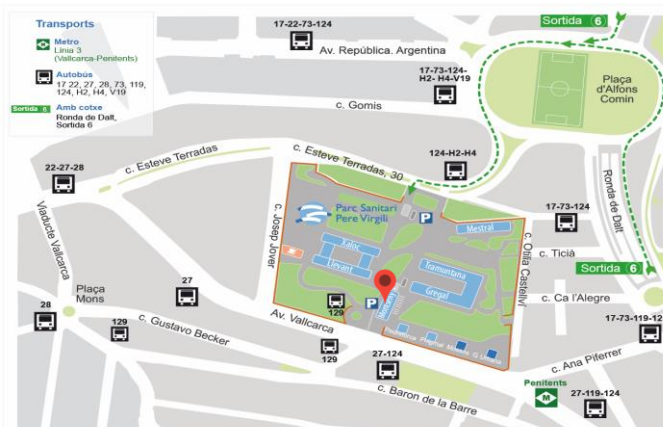 Transports
Metro
Línia 3
(Vallcarca-Penitents)
Autobús
17 22, 27, 28, 73, 119,
124, H2, H4, V19
Sortida 6
Amb cotxe
Ronda de Dalt,
Sortida 6
17-22-73-124
Av. República. Argentina
Sortida 6
17-73-124-
H2- H4-V19
Plaça
d'Alfons
Comin
c. Gomis
c. Esteve Terradas
c. Esteve Terradas, 30
124-H2-H4
22-27-28
Viaducte Vallcarca
c. Josep Jover
Parc Sanitari
Pere Virgili
P
Mestral
17-73-124
Ronda de Dalt
c. Ticià
Sortida 6
Xaloc
Llevant
Tramuntana
Gregal
c. Otília Castellví
c. Ca l'Alegre
27
Plaça
Mons
28
129
P
129
Av. Vallcarca
c. Gustavo Becker
129
27-124
17-73-119-12
c. Ana Piferrer
c. Baron de la Barre
Penitents
M
27-119-124